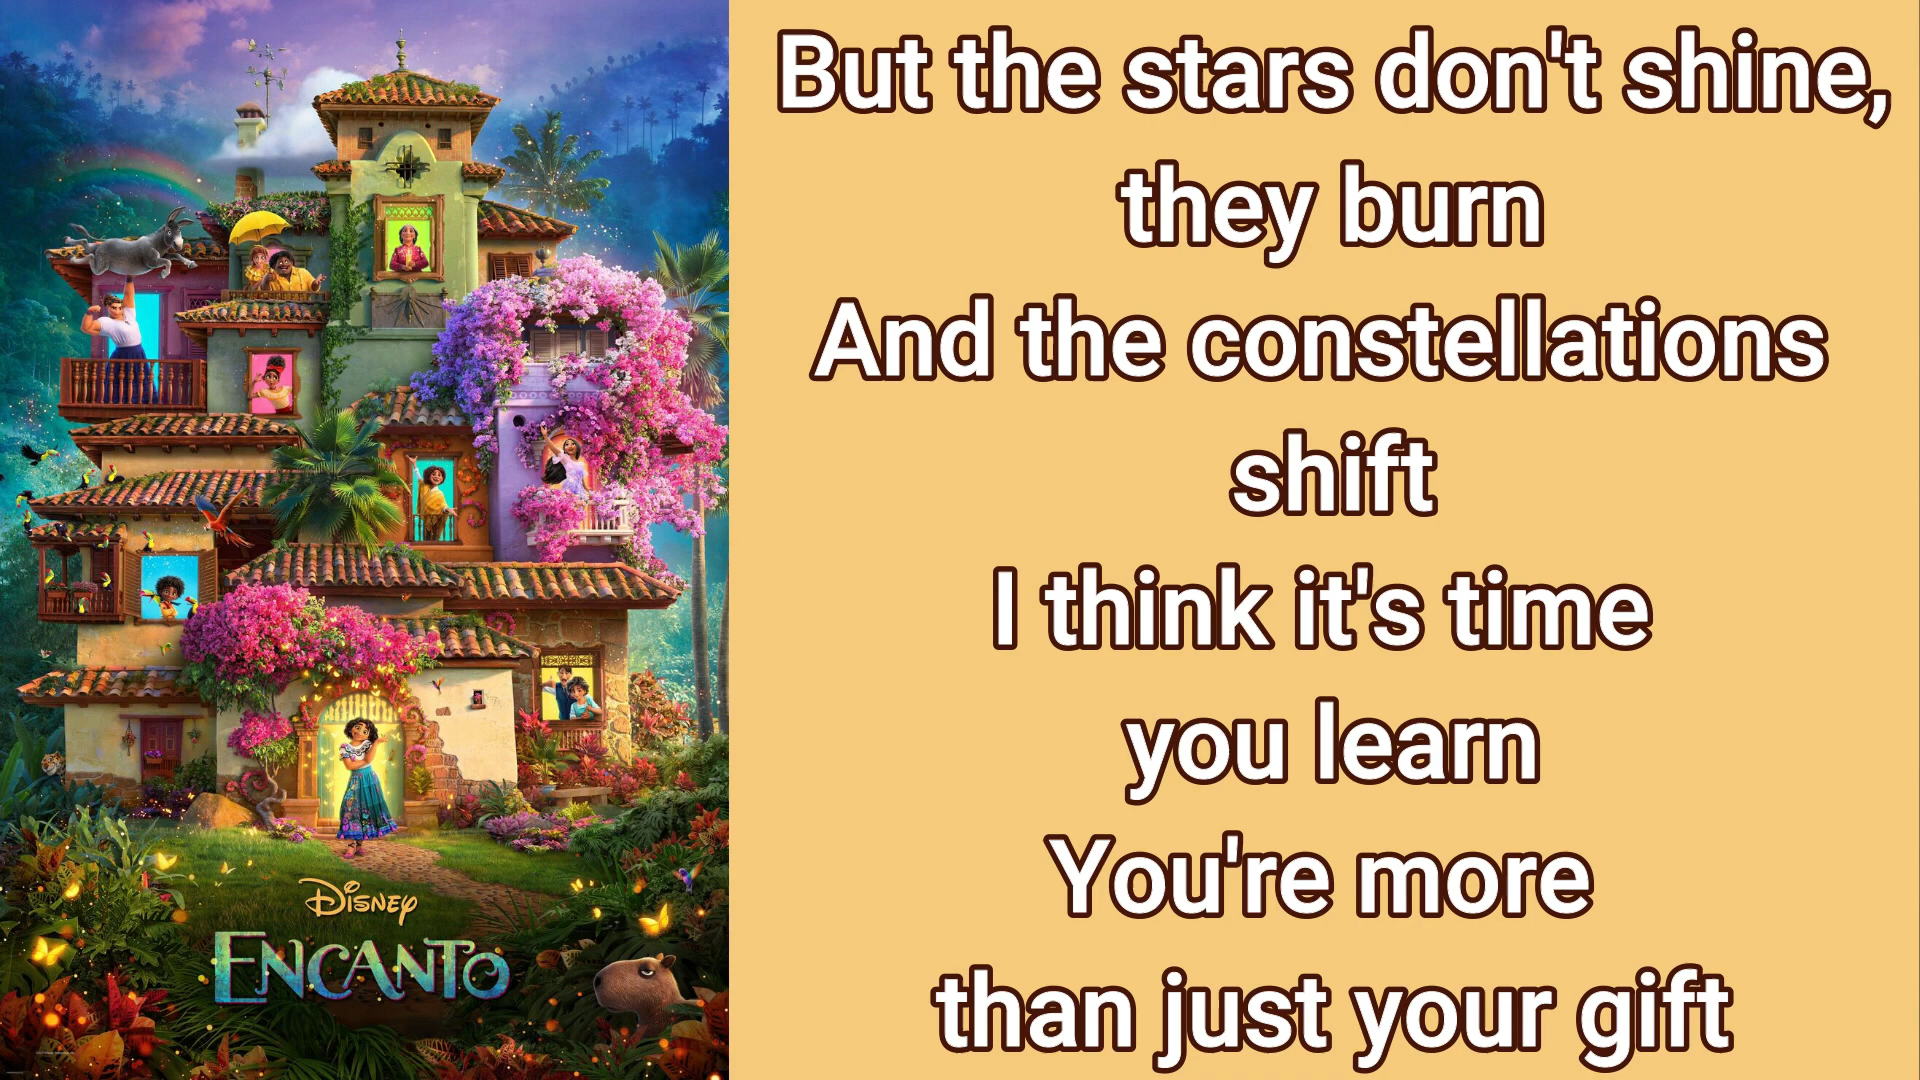 But the stars don't shine,
they burn
And the constellations
shift
I think it's time
you learn
You're more
than just your gift
DISNEY
ENCANTO